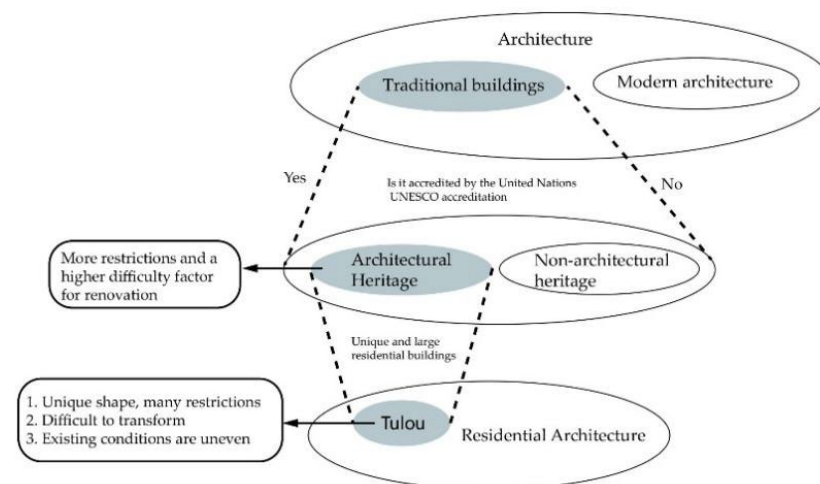 Architecture
Traditional buildings
Modern architecture
Yes
Is it accredited by the United Nations
UNESCO accreditation
No
More restrictions and a
higher difficulty factor
for renovation
Architectural
Heritage
Non-architectural
heritage
Unique and large
residential buildings
1. Unique shape, many restrictions
2. Difficult to transform
3. Existing conditions are uneven
Tulou
Residential Architecture